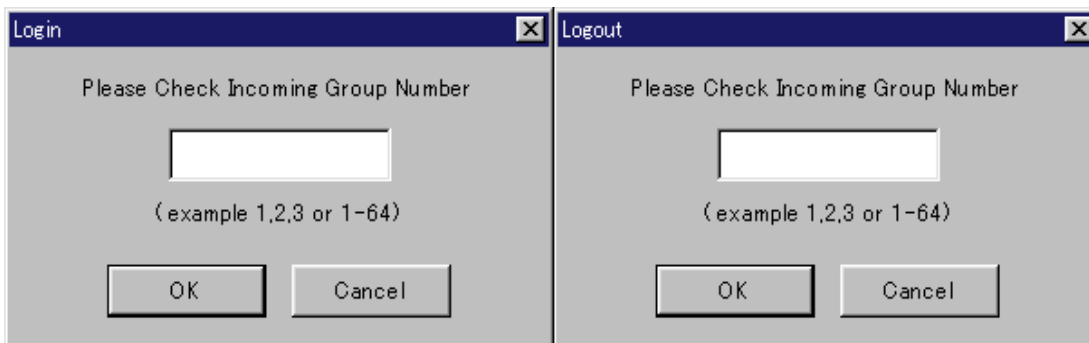 Login
Please Check Incoming Group Number
(example 1,2,3 or 1-64)
OK
Cancel
Logout
Please Check Incoming Group Number
(example 1,2,3 or 1-64)
OK
Cancel